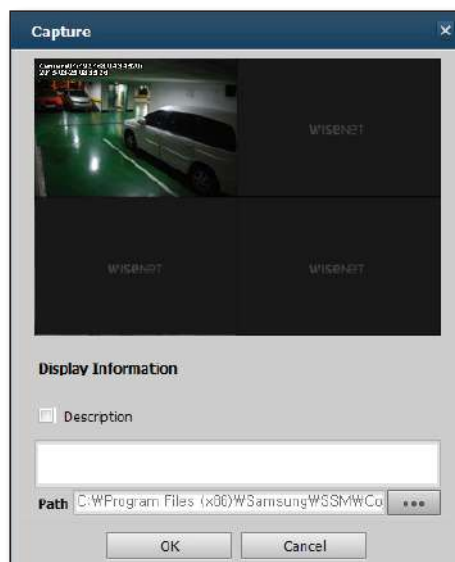 Capture
WISENET
WISENET
WISENET
Display Information
Description
Path C:₩Program Files (x86)₩Samsung₩SSM₩Co
OK
Cancel